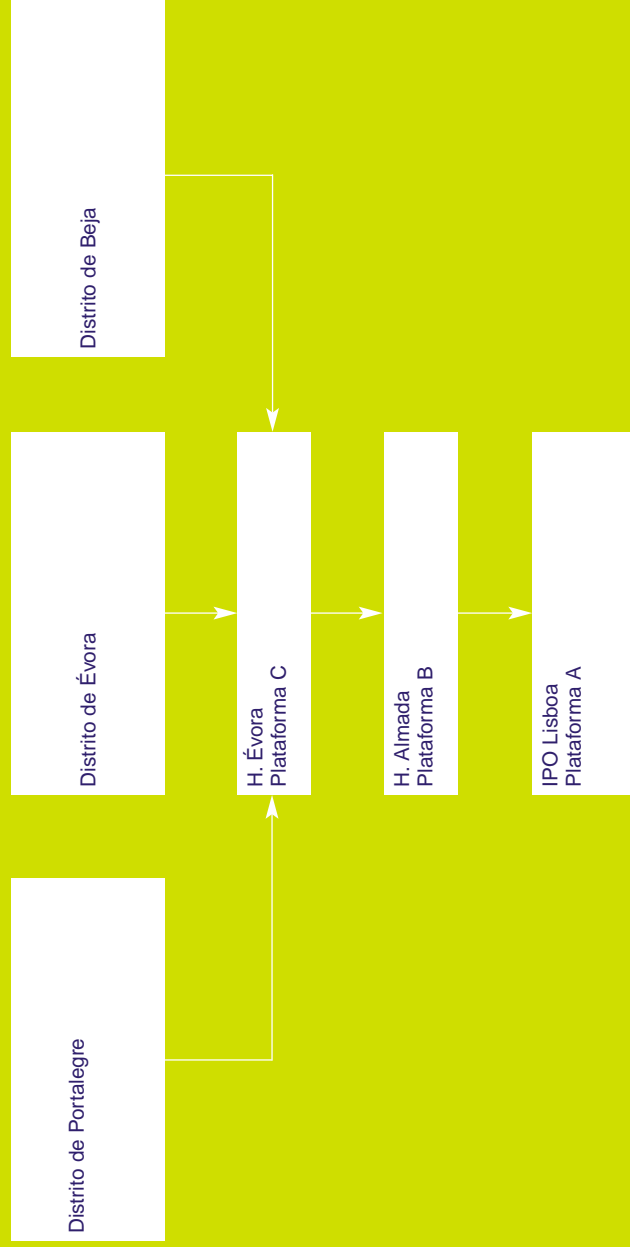 Distrito de Portalegre
Distrito de Évora
Distrito de Beja
H. Évora
Plataforma C
H. Almada
Plataforma B
IPO Lisboa
Plataforma A